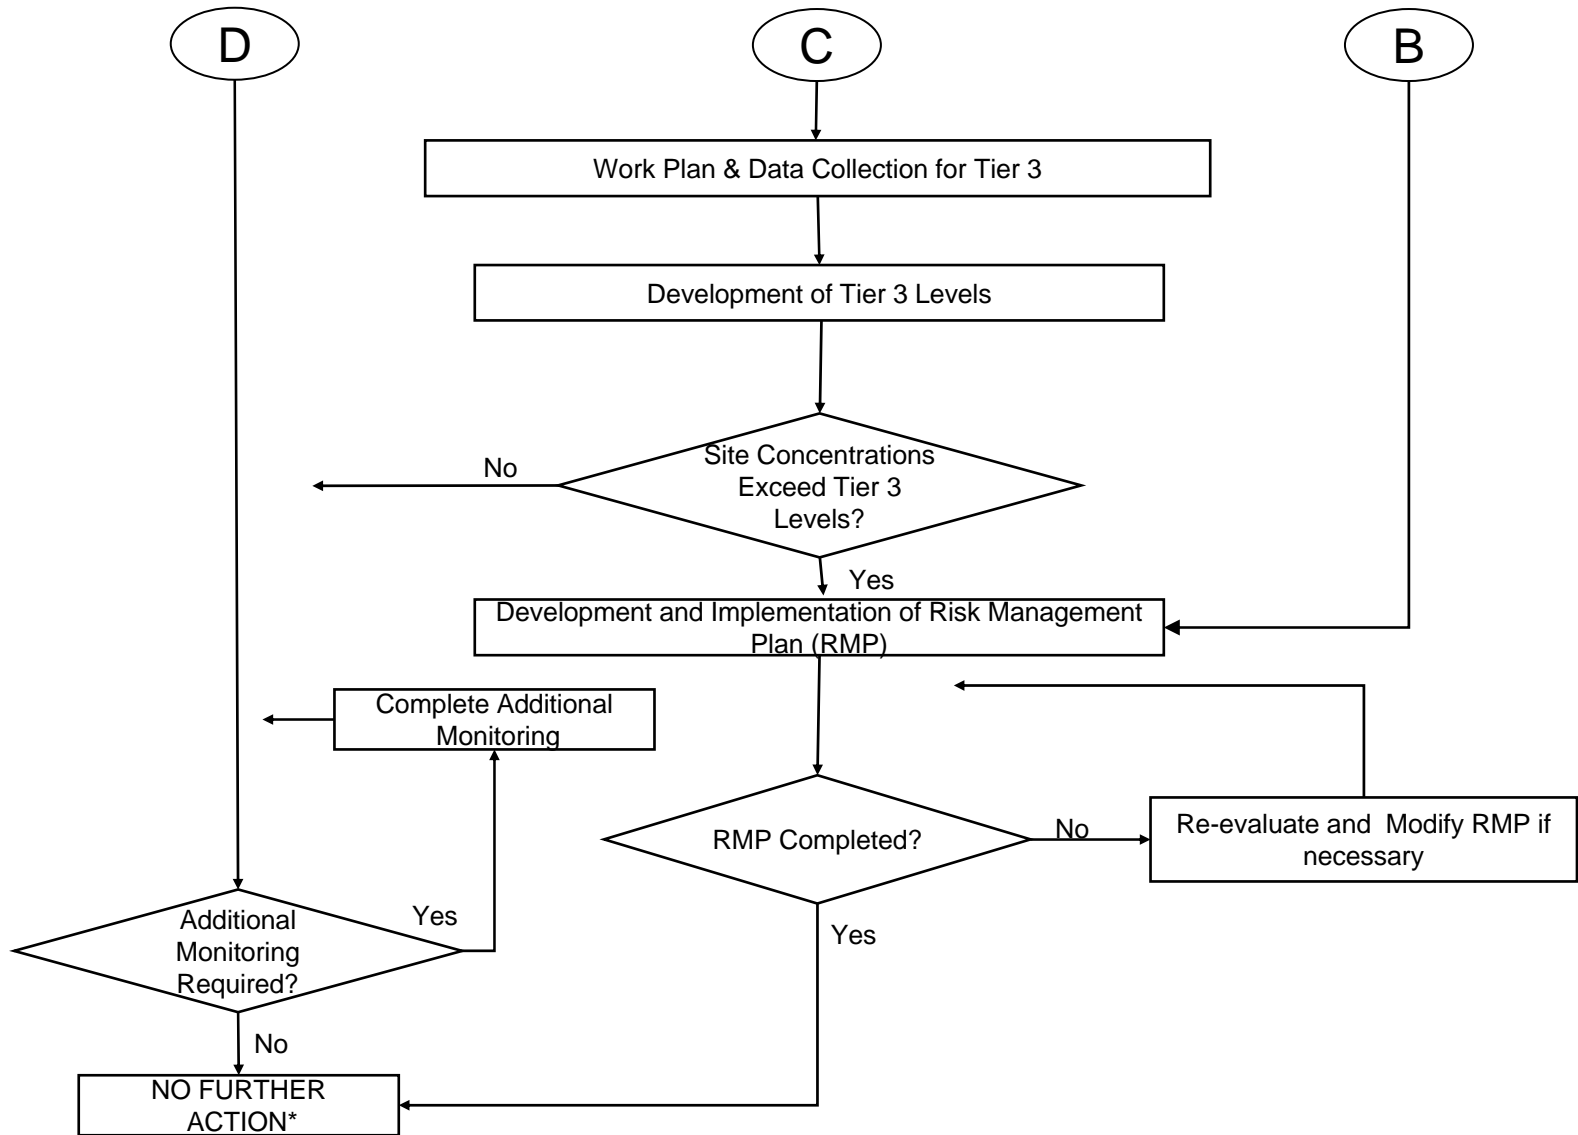 D
C
B
Work Plan & Data Collection for Tier 3
Development of Tier 3 Levels
Site Concentrations
Exceed Tier 3
Levels?
No
Yes
Development and Implementation of Risk Management
Plan (RMP)
Complete Additional
Monitoring
RMP Completed?
No
Re-evaluate and  Modify RMP if
necessary
Additional
Monitoring
Required?
Yes
Yes
No
NO FURTHER
ACTION*